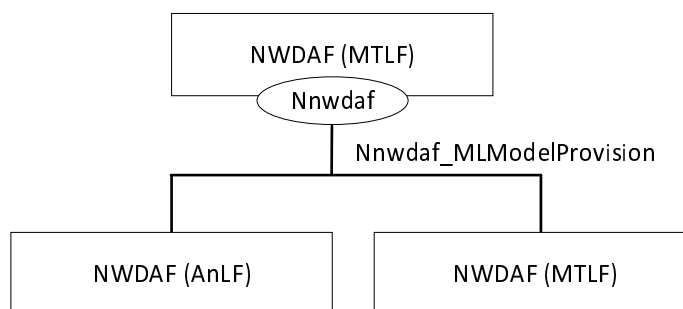 NWDAF (MTLF)
Nnwdaf
Nnwdaf_MLModelProvision
NWDAF (AnLF)
NWDAF (MTLF)